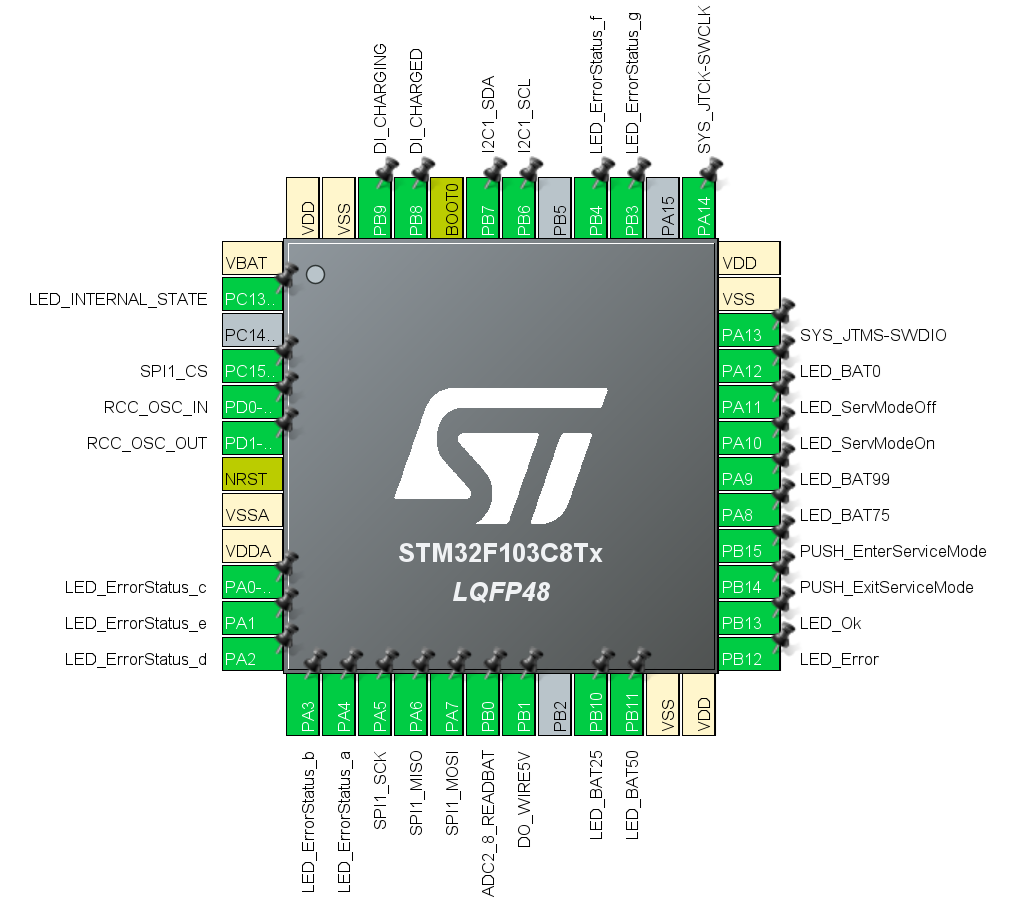 DI_CHARGING
DI_CHARGED
I2C1_SDA
I2C1_SCL
LED_ErrorStatus_f
LED_ErrorStatus_g
SYS_JTCK-SWCLK
VDD
VSS
PB9
PB8
BOOT0
PB7
PB6
PB5
PB4
PB3
PA15
PA14
VBAT
LED_INTERNAL_STATE PC13..
PC14..
SPI1_CS PC15..
RCC_OSC_IN PD0-..
RCC_OSC_OUT PD1-..
NRST
VSSA
VDDA
LED_ErrorStatus_c PA0-..
LED_ErrorStatus_e PA1
LED_ErrorStatus_d PA2
ST
STM32F103C8Tx
LQFP48
VDD
VSS
PA13 SYS_JTMS-SWDIO
PA12 LED_BAT0
PA11 LED_ServModeOff
PA10 LED_ServModeOn
PA9 LED_BAT99
PA8 LED_BAT75
PB15 PUSH_EnterServiceMode
PB14 PUSH_ExitServiceMode
PB13 LED_Ok
PB12 LED_Error
PA3
PA4
PA5
PA6
PA7
PB0
PB1
PB2
PB10
PB11
VSS
VDD
LED_ErrorStatus_b
LED_ErrorStatus_a
SPI1_SCK
SPI1_MISO
SPI1_MOSI
ADC2_8_READBAT
DO_WIRE5V
LED_BAT25
LED_BAT50